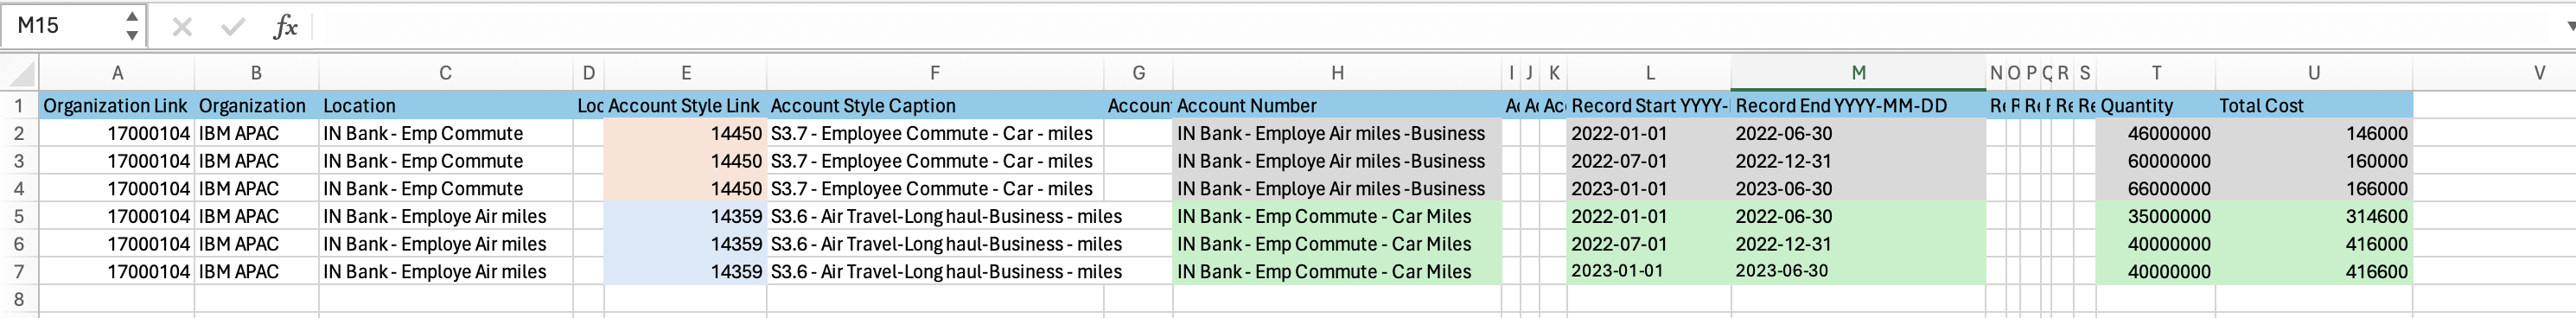 M15 fx
A B C D E F G H I J K L M N O P Q R S T U V
1 Organization Link Organization Location Loc Account Style Link Account Style Caption Account Account Number Ac Ac Acc Record Start YYYY- Record End YYYY-MM-DD Re R Re F Re Re Quantity Total Cost
2 17000104 IBM APAC IN Bank - Emp Commute 14450 S3.7 - Employee Commute - Car - miles IN Bank - Employe Air miles -Business 2022-01-01 2022-06-30 46000000 146000
3 17000104 IBM APAC IN Bank - Emp Commute 14450 S3.7 - Employee Commute - Car - miles IN Bank - Employe Air miles -Business 2022-07-01 2022-12-31 60000000 160000
4 17000104 IBM APAC IN Bank - Emp Commute 14450 S3.7 - Employee Commute - Car - miles IN Bank - Employe Air miles -Business 2023-01-01 2023-06-30 66000000 166000
5 17000104 IBM APAC IN Bank - Employe Air miles 14359 S3.6 - Air Travel-Long haul-Business - miles IN Bank - Emp Commute - Car Miles 2022-01-01 2022-06-30 35000000 314600
6 17000104 IBM APAC IN Bank - Employe Air miles 14359 S3.6 - Air Travel-Long haul-Business - miles IN Bank - Emp Commute - Car Miles 2022-07-01 2022-12-31 40000000 416000
7 17000104 IBM APAC IN Bank - Employe Air miles 14359 S3.6 - Air Travel-Long haul-Business - miles IN Bank - Emp Commute - Car Miles 2023-01-01 2023-06-30 40000000 416600
8